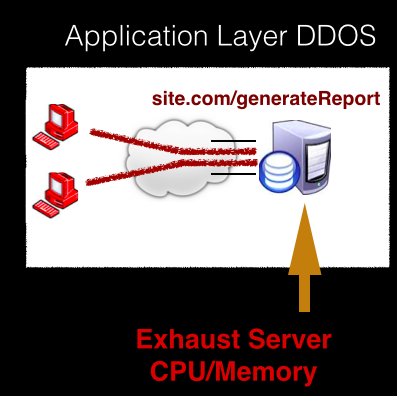 Application Layer DDOS
site.com/generateReport
Exhaust Server
CPU/Memory